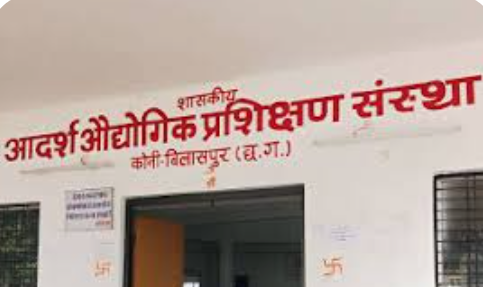 शासकीय
आदर्श औद्योगिक प्रशिक्षण संस्था
कोनी-बिलासपुर (छ.ग.)